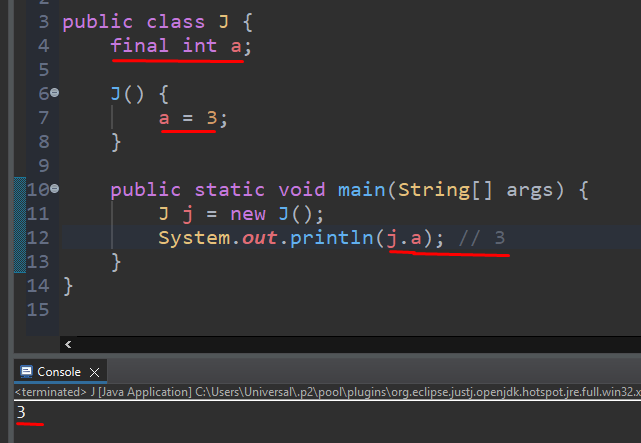 3 public class J {
4 final int a;
5
6 J() {
7 a = 3;
8 }
9
10 public static void main(String[] args) {
11 J j = new J();
12 System.out.println(j.a); // 3
13 }
14 }
15
Console
<terminated> J [Java Application] C:\Users\Universal\.p2\pool\plugins\org.eclipse.justj.openjdk.hotspot.jre.full.win32.x
3